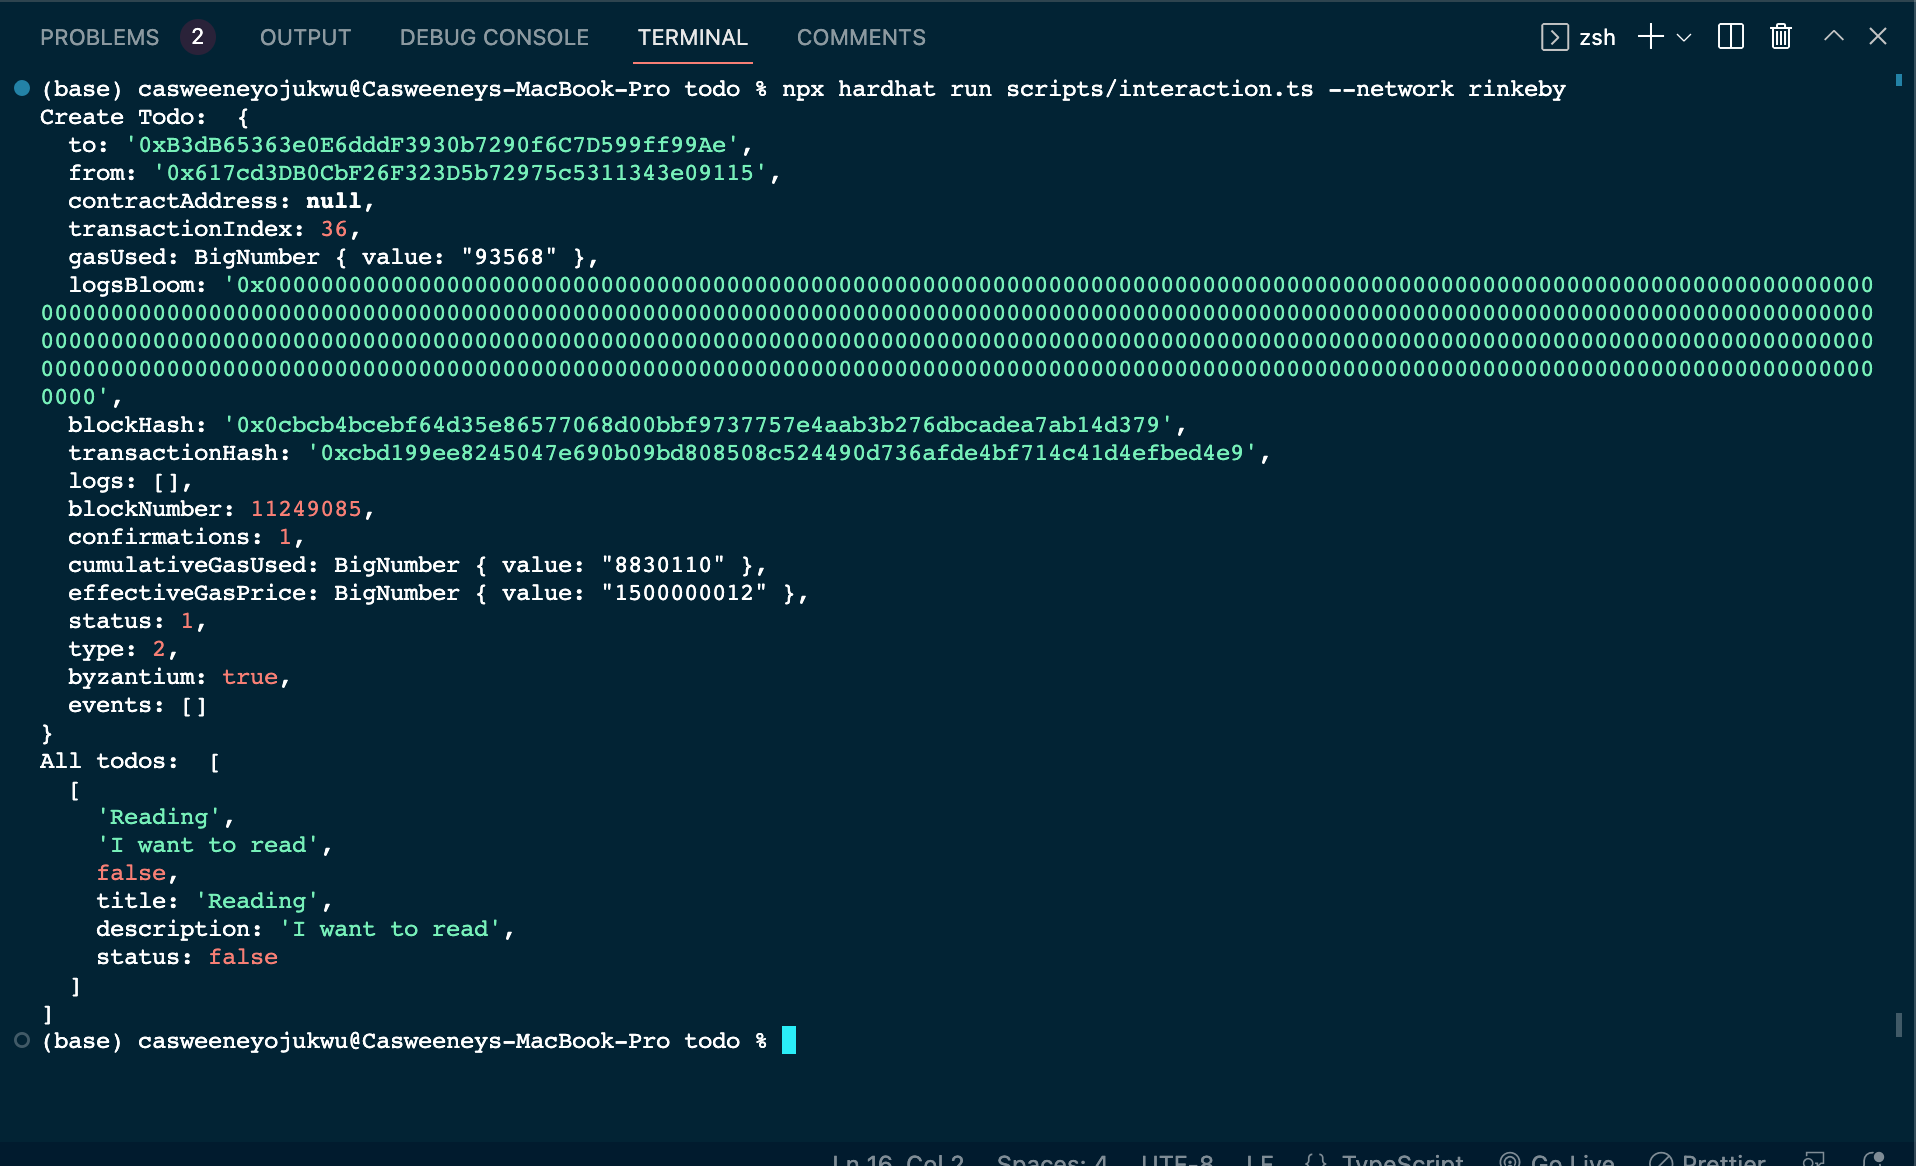 PROBLEMS 2 OUTPUT DEBUG CONSOLE TERMINAL COMMENTS zsh
(base) casweeneyojukwu@Casweeneys-MacBook-Pro todo % npx hardhat run scripts/interaction.ts --network rinkeby
Create Todo:  {
  to: '0xB3dB65363e0E6dddF3930b7290f6C7D599ff99Ae',
  from: '0x617cd3DB0CbF26F323D5b72975c5311343e09115',
  contractAddress: null,
  transactionIndex: 36,
  gasUsed: BigNumber { value: "93568" },
  logsBloom: '0x0000000000000000000000000000000000000000000000000000000000000000000000000000000000000000000000000000000000000000000
00000000000000000000000000000000000000000000000000000000000000000000000000000000000000000000000000000000000000000000000000000000000
00000000000000000000000000000000000000000000000000000000000000000000000000000000000000000000000000000000000000000000000000000000000
00000000000000000000000000000000000000000000000000000000000000000000000000000000000000000000000000000000000000000000000000000000000
0000',
  blockHash: '0x0cbcb4bcebf64d35e86577068d00bbf9737757e4aab3b276dbcadea7ab14d379',
  transactionHash: '0xcbd199ee8245047e690b09bd808508c524490d736afde4bf714c41d4efbed4e9',
  logs: [],
  blockNumber: 11249085,
  confirmations: 1,
  cumulativeGasUsed: BigNumber { value: "8830110" },
  effectiveGasPrice: BigNumber { value: "1500000012" },
  status: 1,
  type: 2,
  byzantium: true,
  events: []
}
All todos:  [
  [
    'Reading',
    'I want to read',
    false,
    title: 'Reading',
    description: 'I want to read',
    status: false
  ]
]
(base) casweeneyojukwu@Casweeneys-MacBook-Pro todo %
Ln 16, Col 2 Spaces: 4 UTF-8 LF {} TypeScript Go Live Prettier